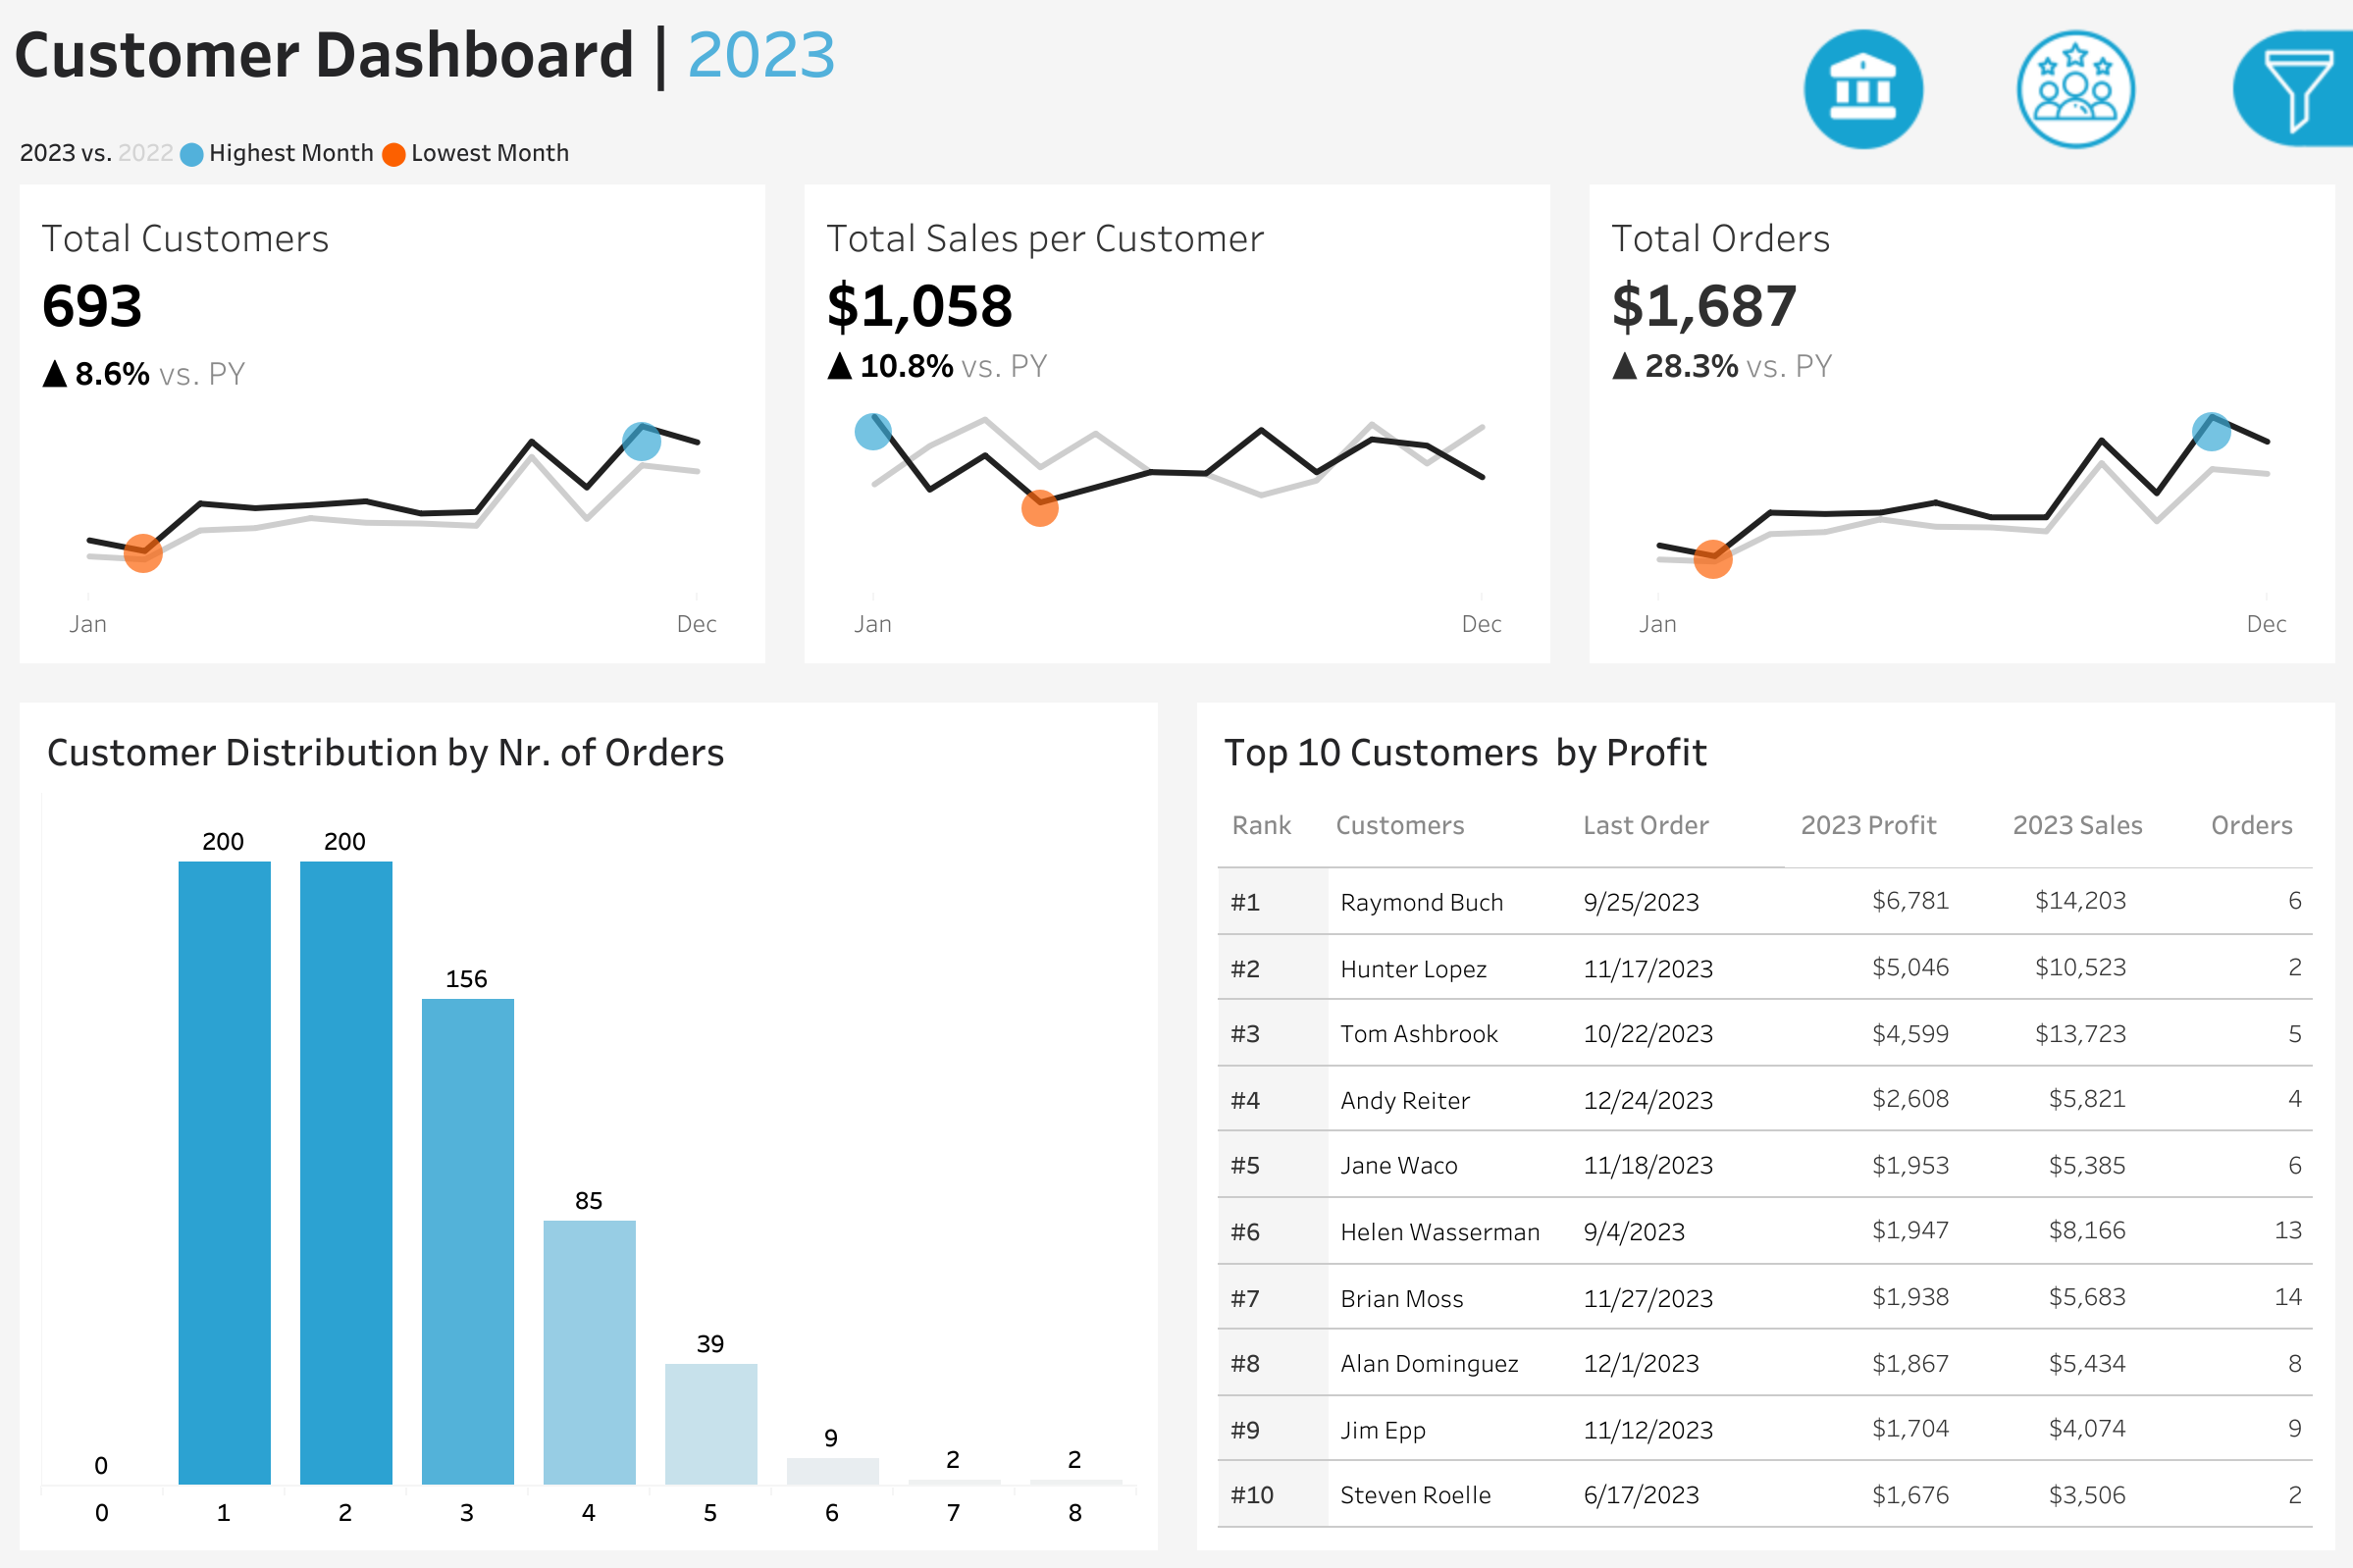 Customer Dashboard | 2023
2023 vs. 2022 Highest Month Lowest Month
Total Customers
693
▲ 8.6% vs. PY
Jan Dec
Total Sales per Customer
$1,058
▲ 10.8% vs. PY
Jan Dec
Total Orders
$1,687
▲ 28.3% vs. PY
Jan Dec
Customer Distribution by Nr. of Orders
0 200 200 156 85 39 9 2 2
0 1 2 3 4 5 6 7 8
Top 10 Customers by Profit
Rank Customers Last Order 2023 Profit 2023 Sales Orders
#1 Raymond Buch 9/25/2023 $6,781 $14,203 6
#2 Hunter Lopez 11/17/2023 $5,046 $10,523 2
#3 Tom Ashbrook 10/22/2023 $4,599 $13,723 5
#4 Andy Reiter 12/24/2023 $2,608 $5,821 4
#5 Jane Waco 11/18/2023 $1,953 $5,385 6
#6 Helen Wasserman 9/4/2023 $1,947 $8,166 13
#7 Brian Moss 11/27/2023 $1,938 $5,683 14
#8 Alan Dominguez 12/1/2023 $1,867 $5,434 8
#9 Jim Epp 11/12/2023 $1,704 $4,074 9
#10 Steven Roelle 6/17/2023 $1,676 $3,506 2